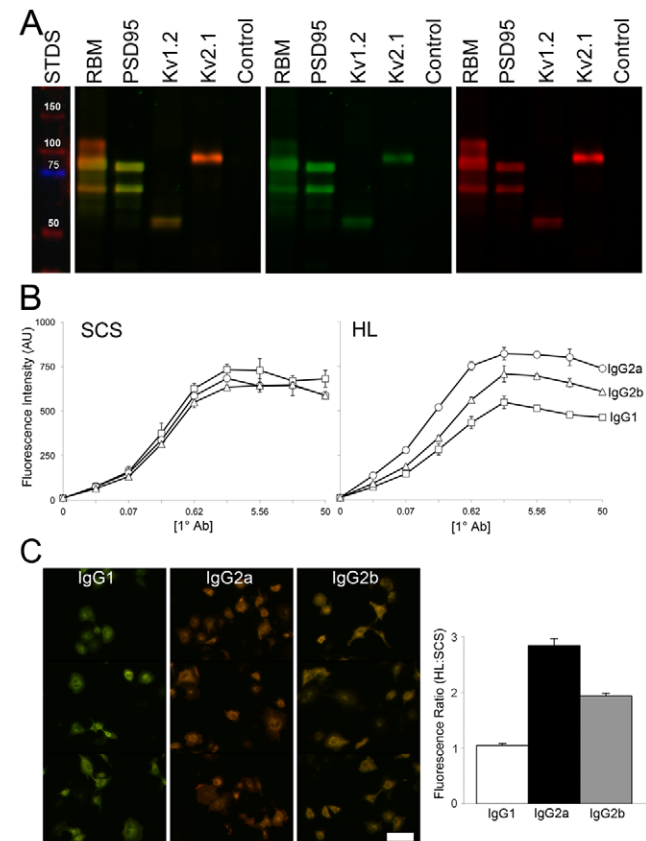 A
STDS
RBM
PSD95
Kv1.2
Kv2.1
Control
RBM
PSD95
Kv1.2
Kv2.1
Control
RBM
PSD95
Kv1.2
Kv2.1
Control
150
100
75
50
B
Fluorescence Intensity (AU)
1000
750
500
250
0
SCS
0 0.07 0.62 5.56 50
[1° Ab]
HL
IgG2a
IgG2b
IgG1
0 0.07 0.62 5.56 50
[1° Ab]
C
IgG1
IgG2a
IgG2b
Fluorescence Ratio (HL:SCS)
3
2
1
0
IgG1 IgG2a IgG2b